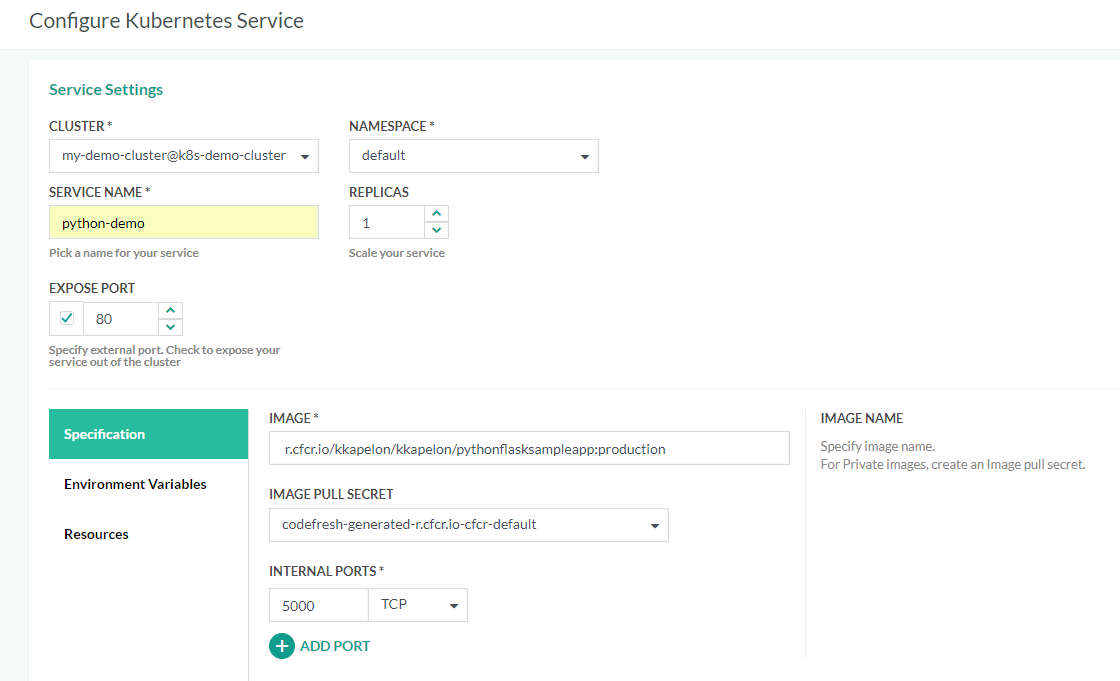 Configure Kubernetes Service
Service Settings
CLUSTER *
NAMESPACE *
my-demo-cluster@k8s-demo-cluster
default
SERVICE NAME *
REPLICAS
python-demo
1
Pick a name for your service
Scale your service
EXPOSE PORT
80
Specify external port. Check to expose your
service out of the cluster
Specification
Environment Variables
Resources
IMAGE *
r.cfcr.io/kkapelon/kkapelon/pythonflasksampleapp:production
IMAGE PULL SECRET
codefresh-generated-r.cfcr.io-cfcr-default
INTERNAL PORTS *
5000
TCP
ADD PORT
IMAGE NAME
Specify image name.
For Private images, create an Image pull secret.